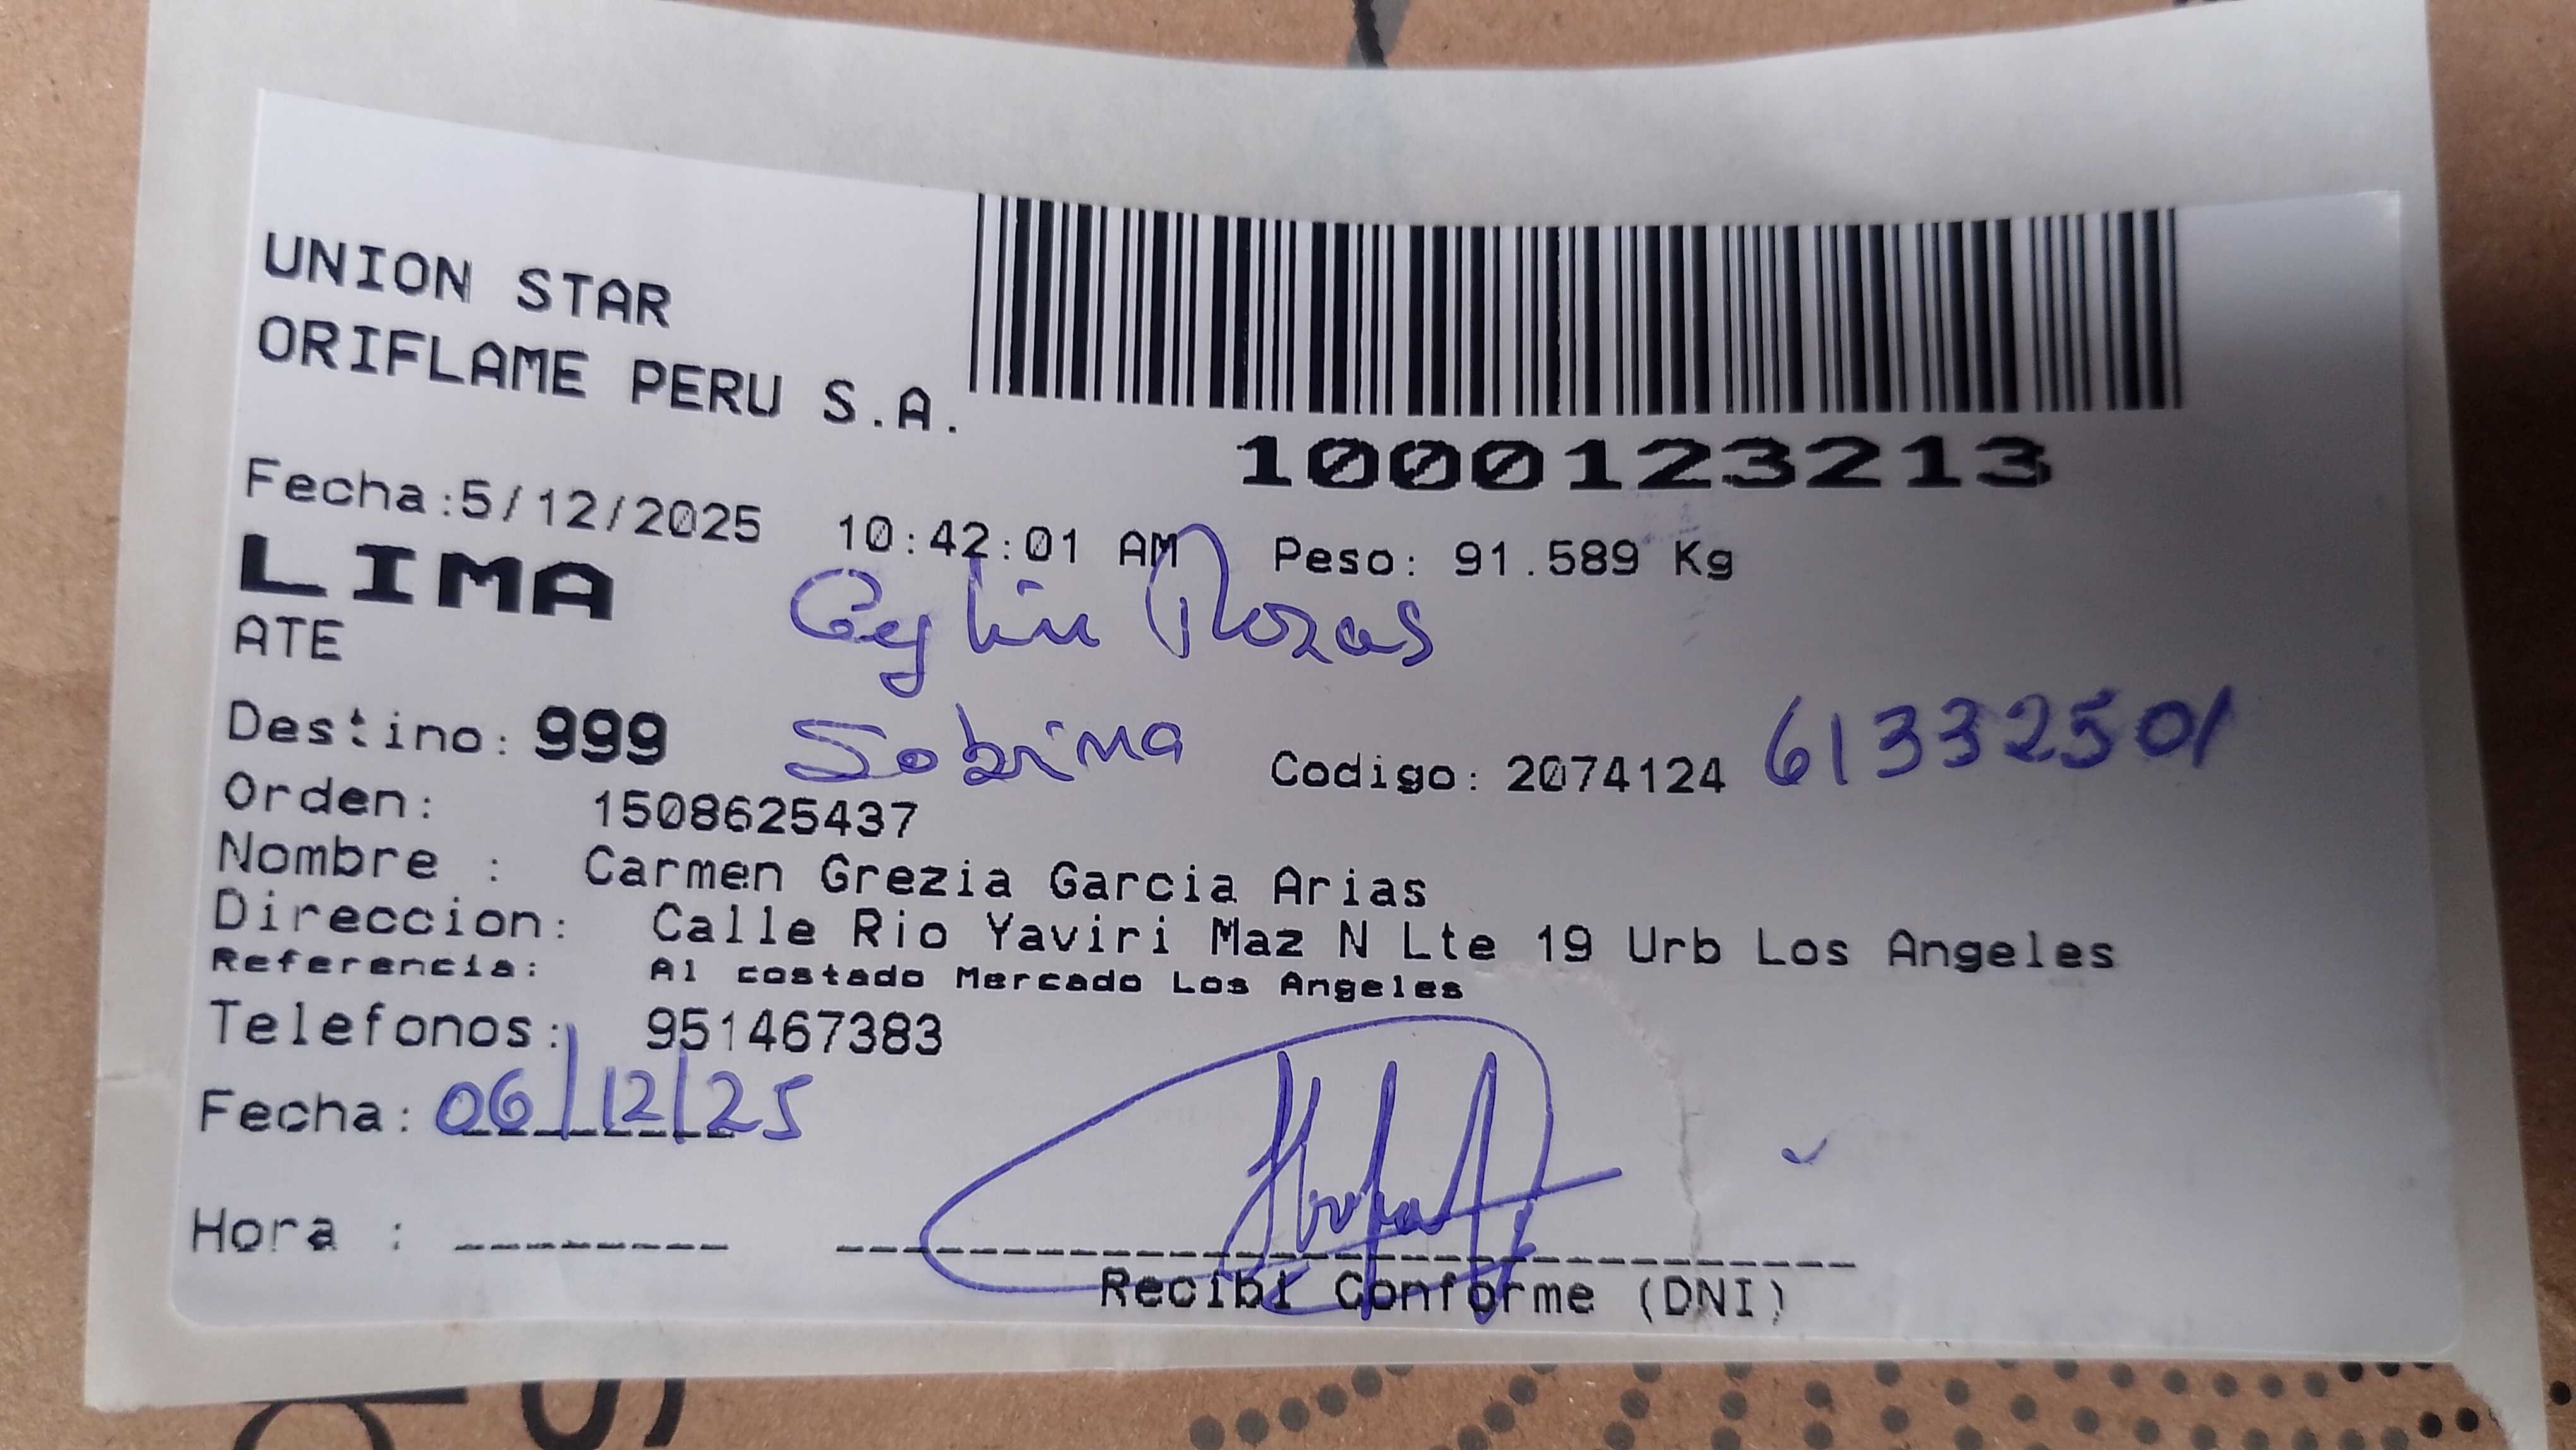 UNION STAR
ORIFLAME PERU S.A.
1000123213
Fecha:5/12/2025 10:42:01 AM Peso: 91.589 Kg
LIMA
ATE
Rozas
Destino: 999 Sobrina
Codigo: 2074124 61332501
Orden: 1508625437
Nombre : Carmen Grezia Garcia Arias
Direccion: Calle Rio Yaviri Maz N Lte 19 Urb Los Angeles
Referencia: Al costado Mercado Los Angeles
Telefonos: 951467383
Fecha: 06/12/25
Hora :
Recibi Conforme (DNI)